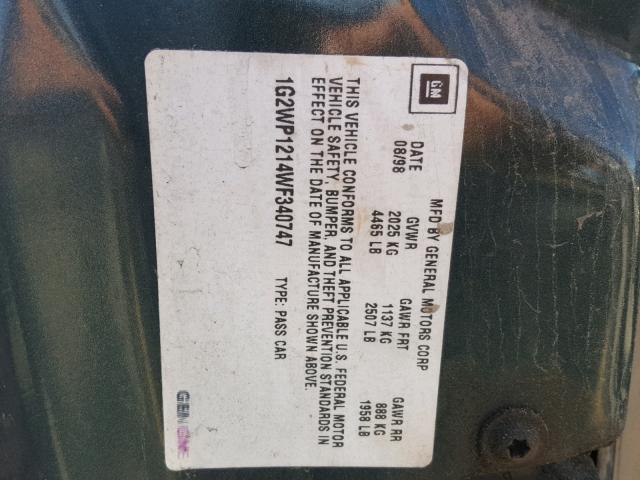 GM
MFD BY GENERAL MOTORS CORP
DATE GVWR GAWR FRT GAWR RR
08/98 2025 KG 1137 KG 888 KG
4465 LB 2507 LB 1958 LB
THIS VEHICLE CONFORMS TO ALL APPLICABLE U.S. FEDERAL MOTOR
VEHICLE SAFETY, BUMPER, AND THEFT PREVENTION STANDARDS IN
EFFECT ON THE DATE OF MANUFACTURE SHOWN ABOVE.
1G2WP1214WF340747 TYPE: PASS CAR